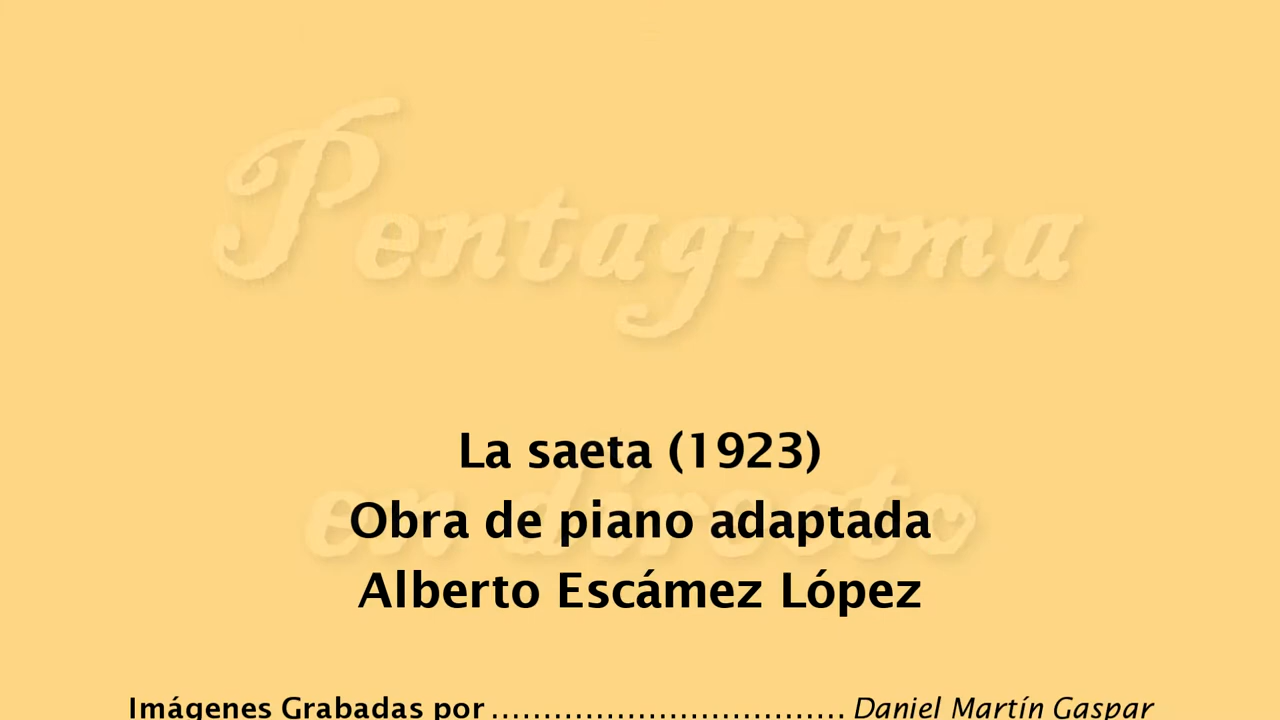 Pentagrama
La saeta (1923)
en directo
Obra de piano adaptada
Alberto Escámez López
Imágenes Grabadas por .................................. Daniel Martín Gaspar